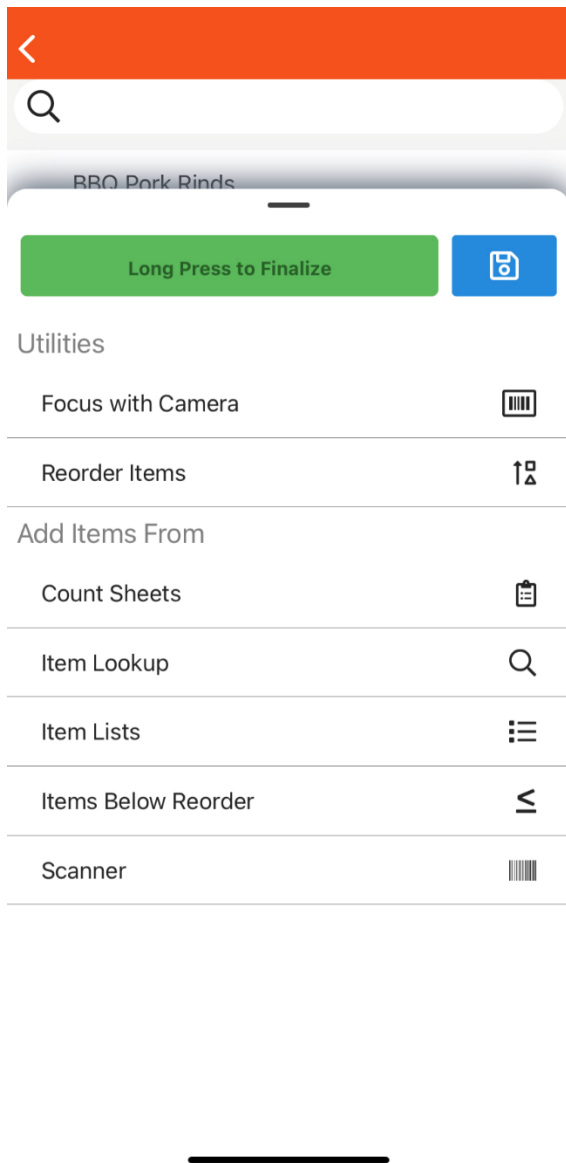 BBQ Pork Rinds
Long Press to Finalize
Utilities
Focus with Camera
Reorder Items
Add Items From
Count Sheets
Item Lookup
Item Lists
Items Below Reorder
Scanner